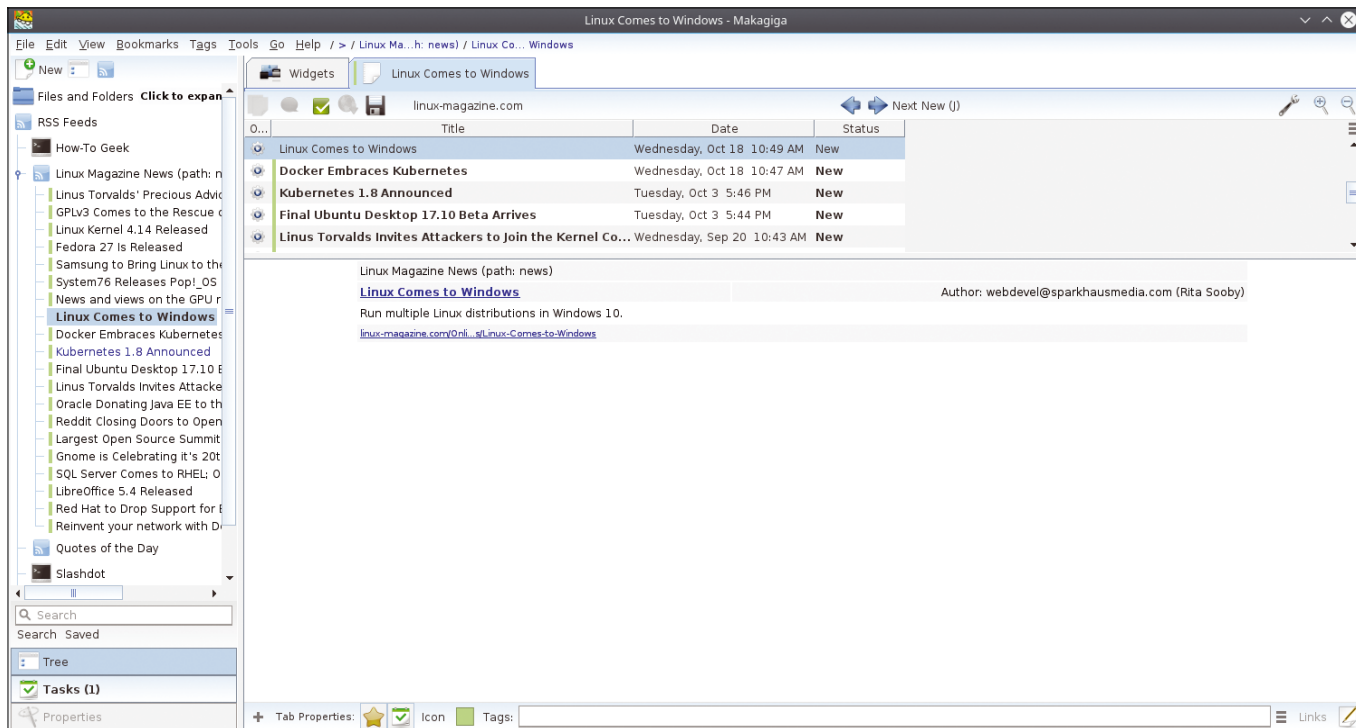 Linux Comes to Windows - Makagiga
File Edit View Bookmarks Tags Tools Go Help / > / Linux Ma...h: news) / Linux Co... Windows
New
Files and Folders Click to expan
RSS Feeds
How-To Geek
Linux Magazine News (path: n
Linus Torvalds' Precious Advic
GPLv3 Comes to the Rescue o
Linux Kernel 4.14 Released
Fedora 27 Is Released
Samsung to Bring Linux to the
System76 Releases Pop!_OS
News and views on the GPU r
Linux Comes to Windows
Docker Embraces Kubernetes
Kubernetes 1.8 Announced
Final Ubuntu Desktop 17.10 B
Linus Torvalds Invites Attacke
Oracle Donating Java EE to th
Reddit Closing Doors to Open
Largest Open Source Summit
Gnome is Celebrating it's 20t
SQL Server Comes to RHEL; O
LibreOffice 5.4 Released
Red Hat to Drop Support for B
Reinvent your network with De
Quotes of the Day
Slashdot
Search
Search Saved
Tree
Tasks (1)
Properties
Widgets Linux Comes to Windows
linux-magazine.com Next New (J)
O... Title Date Status
Linux Comes to Windows Wednesday, Oct 18 10:49 AM New
Docker Embraces Kubernetes Wednesday, Oct 18 10:47 AM New
Kubernetes 1.8 Announced Tuesday, Oct 3 5:46 PM New
Final Ubuntu Desktop 17.10 Beta Arrives Tuesday, Oct 3 5:44 PM New
Linus Torvalds Invites Attackers to Join the Kernel Co... Wednesday, Sep 20 10:43 AM New
Linux Magazine News (path: news)
Linux Comes to Windows Author: webdevel@sparkhausmedia.com (Rita Sooby)
Run multiple Linux distributions in Windows 10.
linux-magazine.com/Onli...s/Linux-Comes-to-Windows
+ Tab Properties: Icon Tags: Links